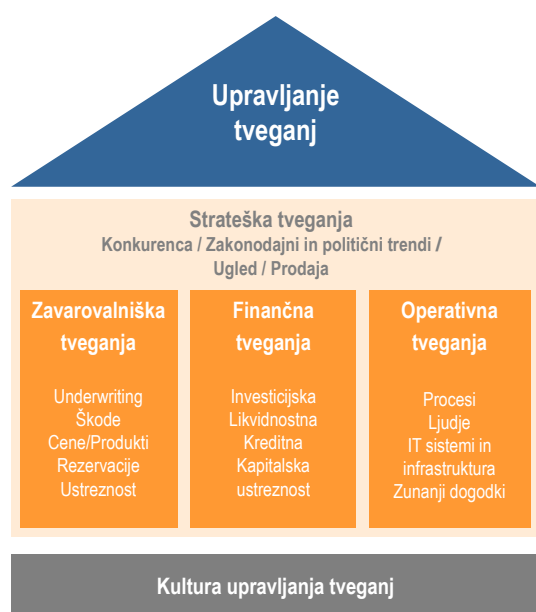 Upravljanje
tveganj
Strateška tveganja
Konkurenca / Zakonodajni in politični trendi /
Ugled / Prodaja
Zavarovalniška
tveganja
Underwriting
Škode
Cene/Produkti
Rezervacije
Ustreznost
Finančna
tveganja
Investicijska
Likvidnostna
Kreditna
Kapitalska
ustreznost
Operativna
tveganja
Procesi
Ljudje
IT sistemi in
infrastruktura
Zunanji dogodki
Kultura upravljanja tveganj